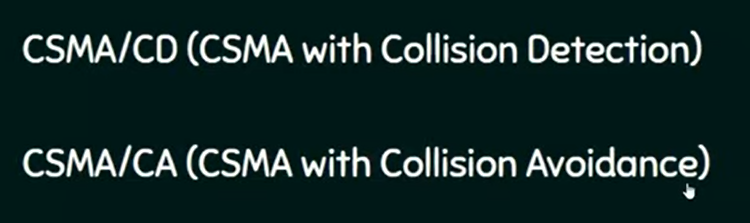 CSMA/CD (CSMA with Collision Detection)
CSMA/CA (CSMA with Collision Avoidance)